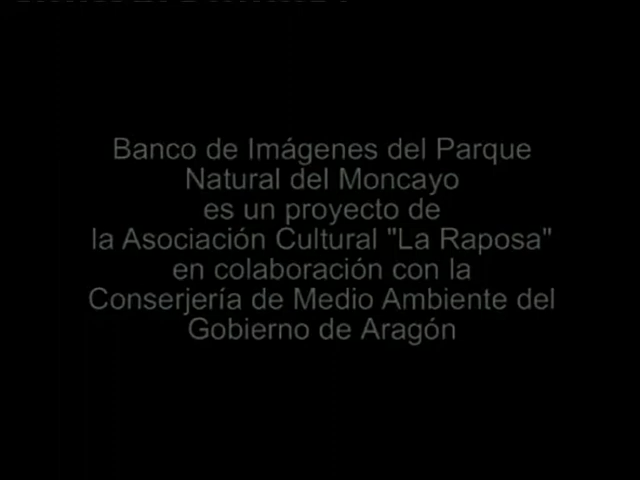 Banco de Imágenes del Parque
Natural del Moncayo
es un proyecto de
la Asociación Cultural "La Raposa"
en colaboración con la
Conserjería de Medio Ambiente del
Gobierno de Aragón